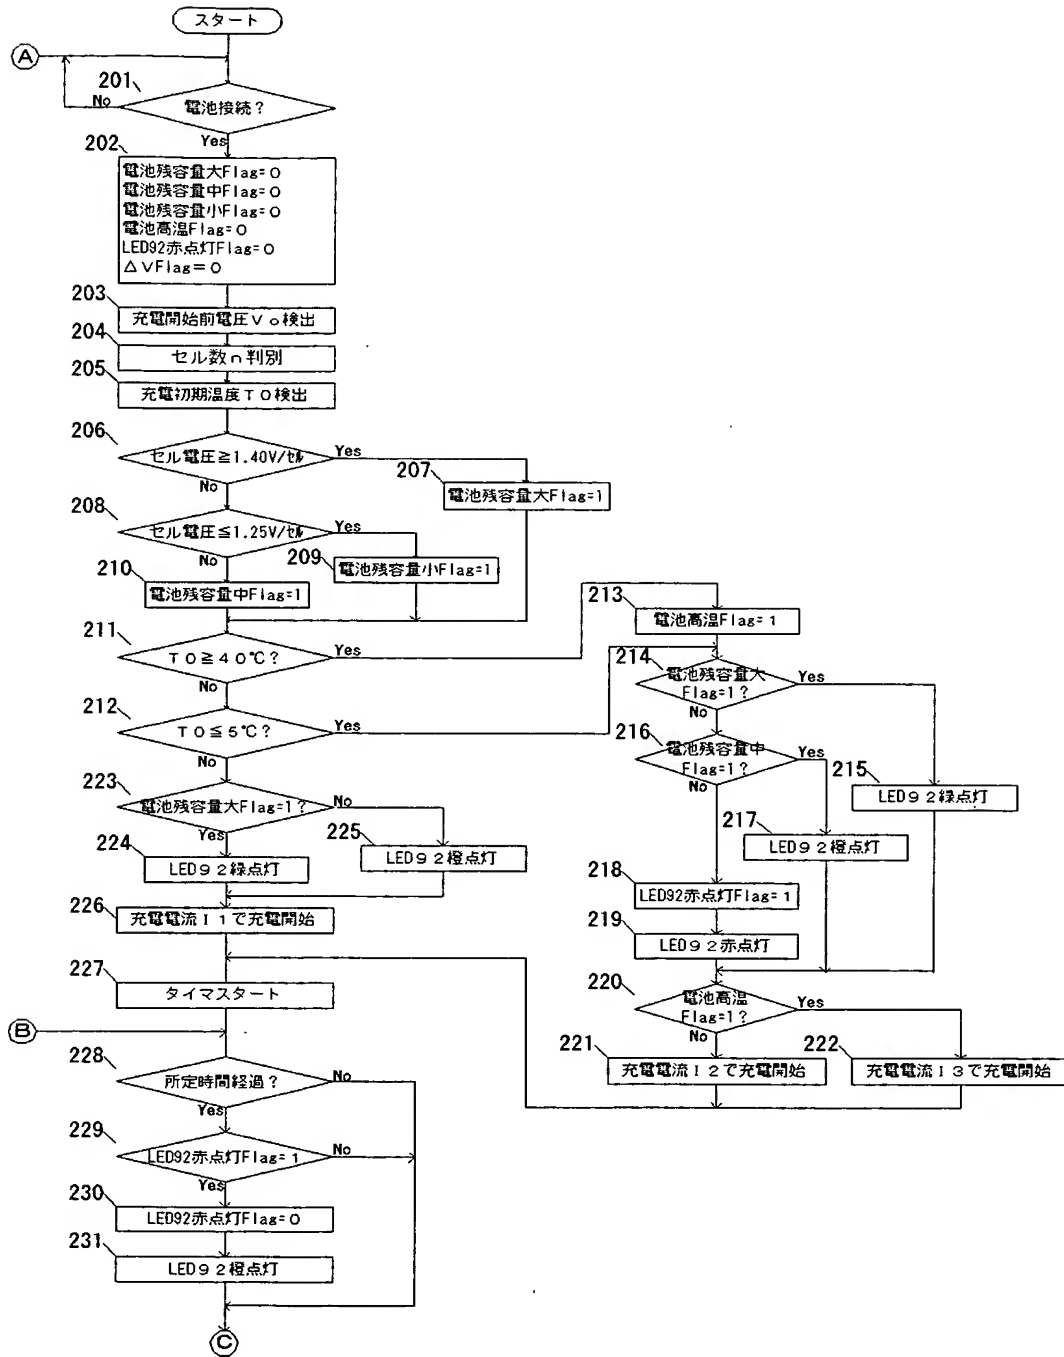 スタート
A
201
No
電池接続？
Yes
202
電池残容量大Flag=0
電池残容量中Flag=0
電池残容量小Flag=0
電池高温Flag=0
LED92赤点灯Flag=0
△VFlag=0
203
充電開始前電圧Vo検出
204
セル数n判別
205
充電初期温度T0検出
206
セル電圧≧1.40V/ｾﾙ
Yes
No
207
電池残容量大Flag=1
208
セル電圧≦1.25V/ｾﾙ
Yes
No
209
電池残容量小Flag=1
210
電池残容量中Flag=1
211
T0≧40℃？
Yes
No
212
T0≦5℃？
Yes
No
213
電池高温Flag=1
214
電池残容量大
Flag=1？
Yes
No
215
LED92緑点灯
216
電池残容量中
Flag=1？
Yes
No
217
LED92橙点灯
218
LED92赤点灯Flag=1
219
LED92赤点灯
220
電池高温
Flag=1？
Yes
No
221
充電電流I2で充電開始
222
充電電流I3で充電開始
223
電池残容量大Flag=1？
No
Yes
224
LED92緑点灯
225
LED92橙点灯
226
充電電流I1で充電開始
227
タイマスタート
B
228
所定時間経過？
No
Yes
229
LED92赤点灯Flag=1
No
Yes
230
LED92赤点灯Flag=0
231
LED92橙点灯
C